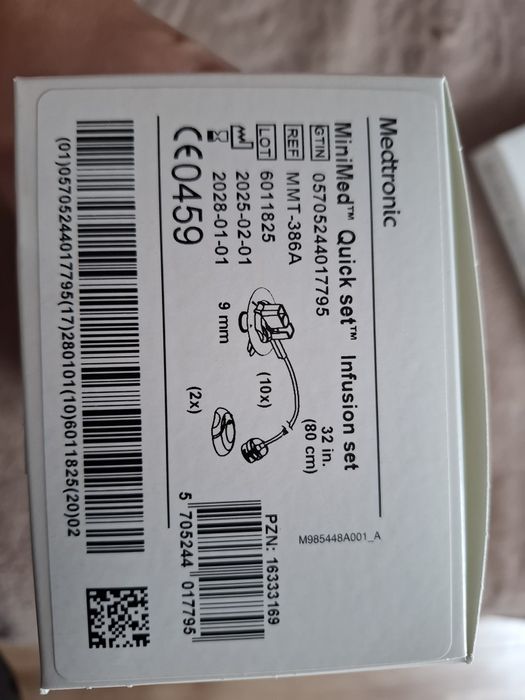 Medtronic
MiniMed™ Quick set™ Infusion set
GTIN 05705244017795
32 in.
(80 cm)
REF MMT-386A
LOT 6011825
(10x)
2025-02-01
2028-01-01
9 mm
(2x)
CE0459
M985448A001_A
PZN: 16333169
5 705244 017795
(01)05705244017795(17)280101(10)6011825(20)02